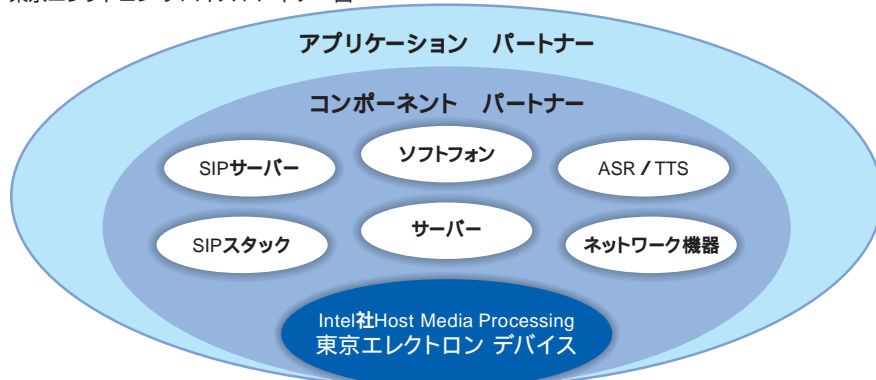 アプリケーション パートナー
コンポーネント パートナー
SIPサーバー
ソフトフォン
ASR / TTS
SIPスタック
サーバー
ネットワーク機器
Intel社Host Media Processing
東京エレクトロン デバイス